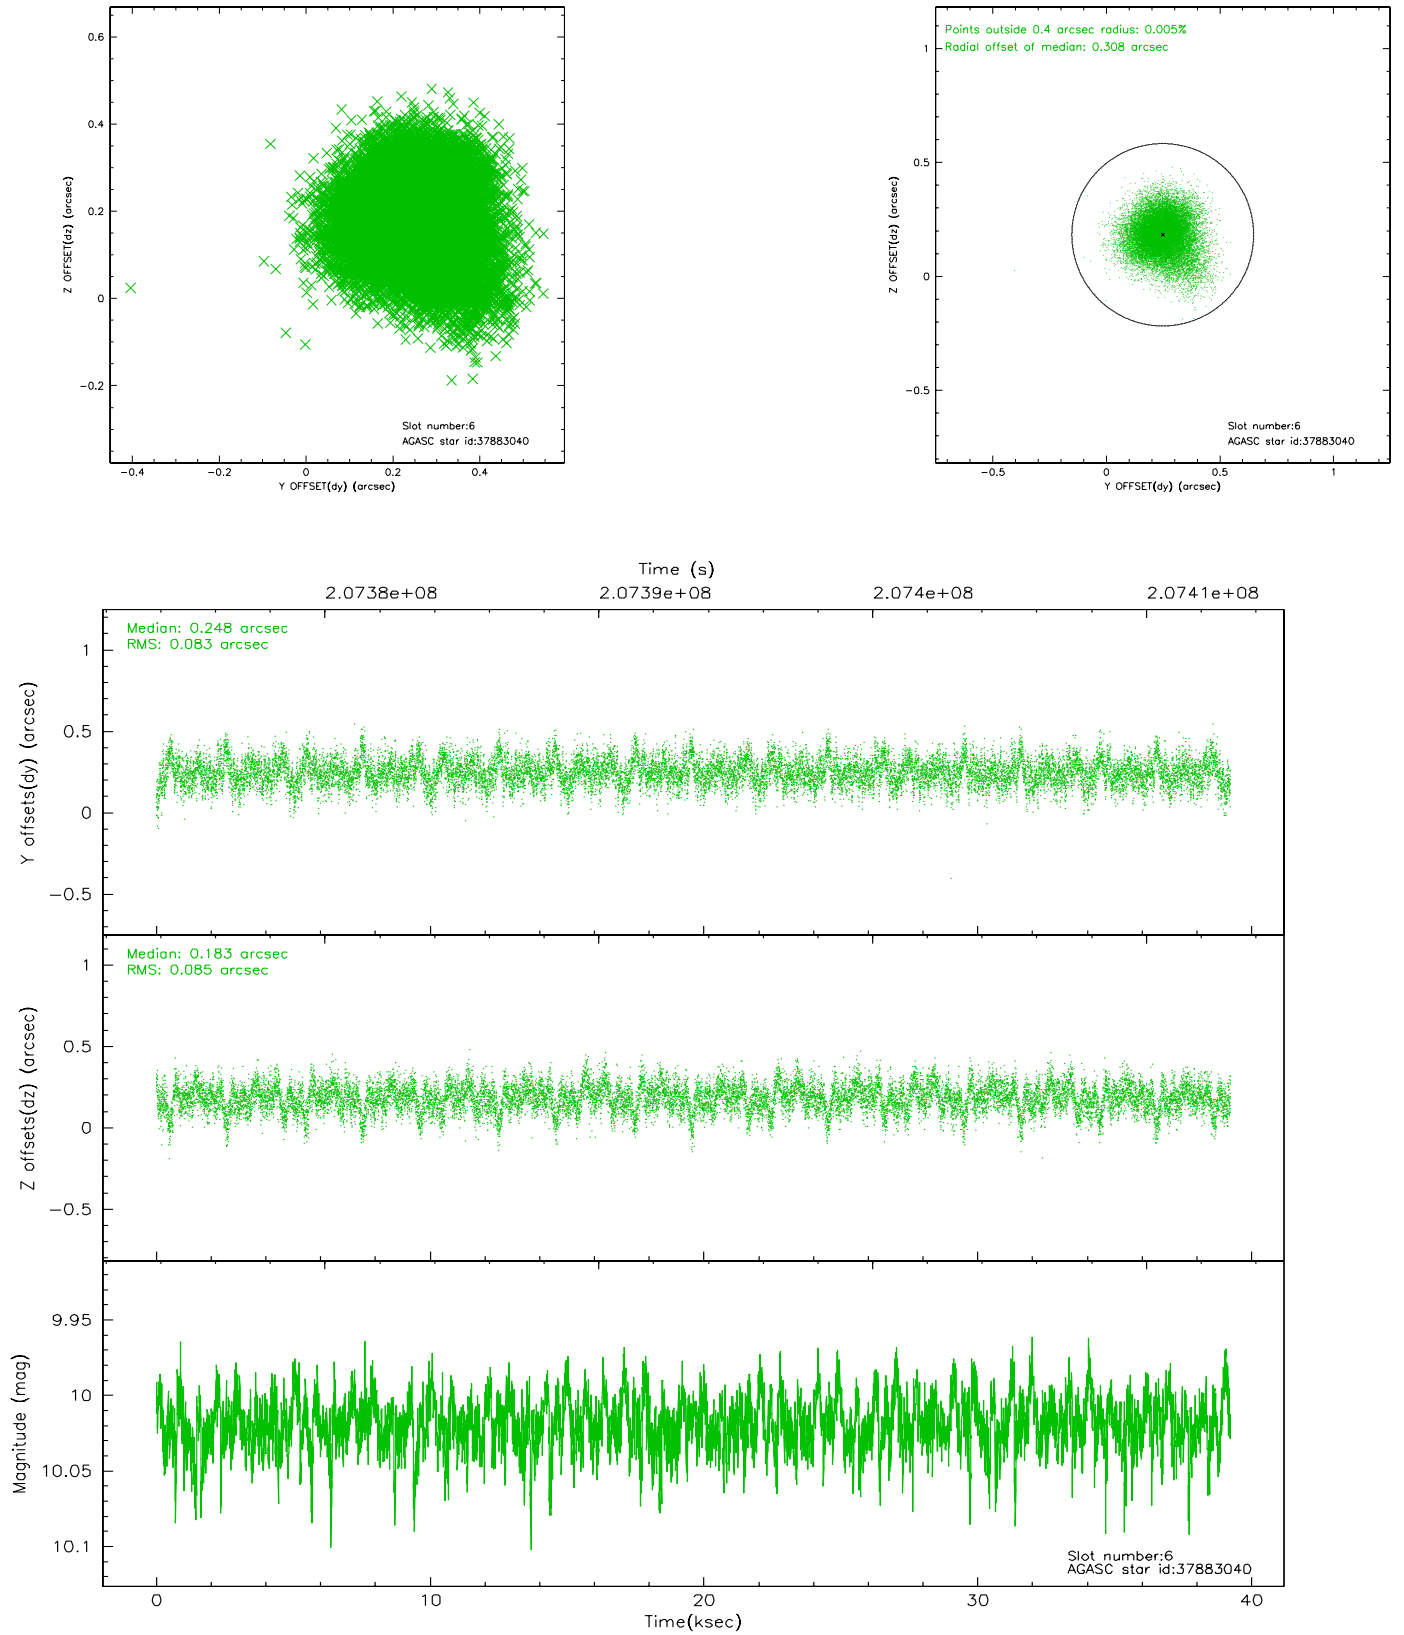 0.6
0.4
0.2
0
−0.2
Z OFFSET(dz) (arcsec)
−0.4
−0.2
0
0.2
0.4
Y OFFSET(dy) (arcsec)
Slot number:6
AGASC star id:37883040
Points outside 0.4 arcsec radius: 0.005%
Radial offset of median: 0.308 arcsec
1
0.5
0
−0.5
Z OFFSET(dz) (arcsec)
−0.5
0
0.5
1
Y OFFSET(dy) (arcsec)
Slot number:6
AGASC star id:37883040
Time (s)
2.0738e+08
2.0739e+08
2.074e+08
2.0741e+08
Median: 0.248 arcsec
RMS: 0.083 arcsec
1
0.5
0
−0.5
Y offsets(dy) (arcsec)
Median: 0.183 arcsec
RMS: 0.085 arcsec
1
0.5
0
−0.5
Z offsets(dz) (arcsec)
9.95
10
10.05
10.1
Magnitude (mag)
Slot number:6
AGASC star id:37883040
0
10
20
30
40
Time(ksec)